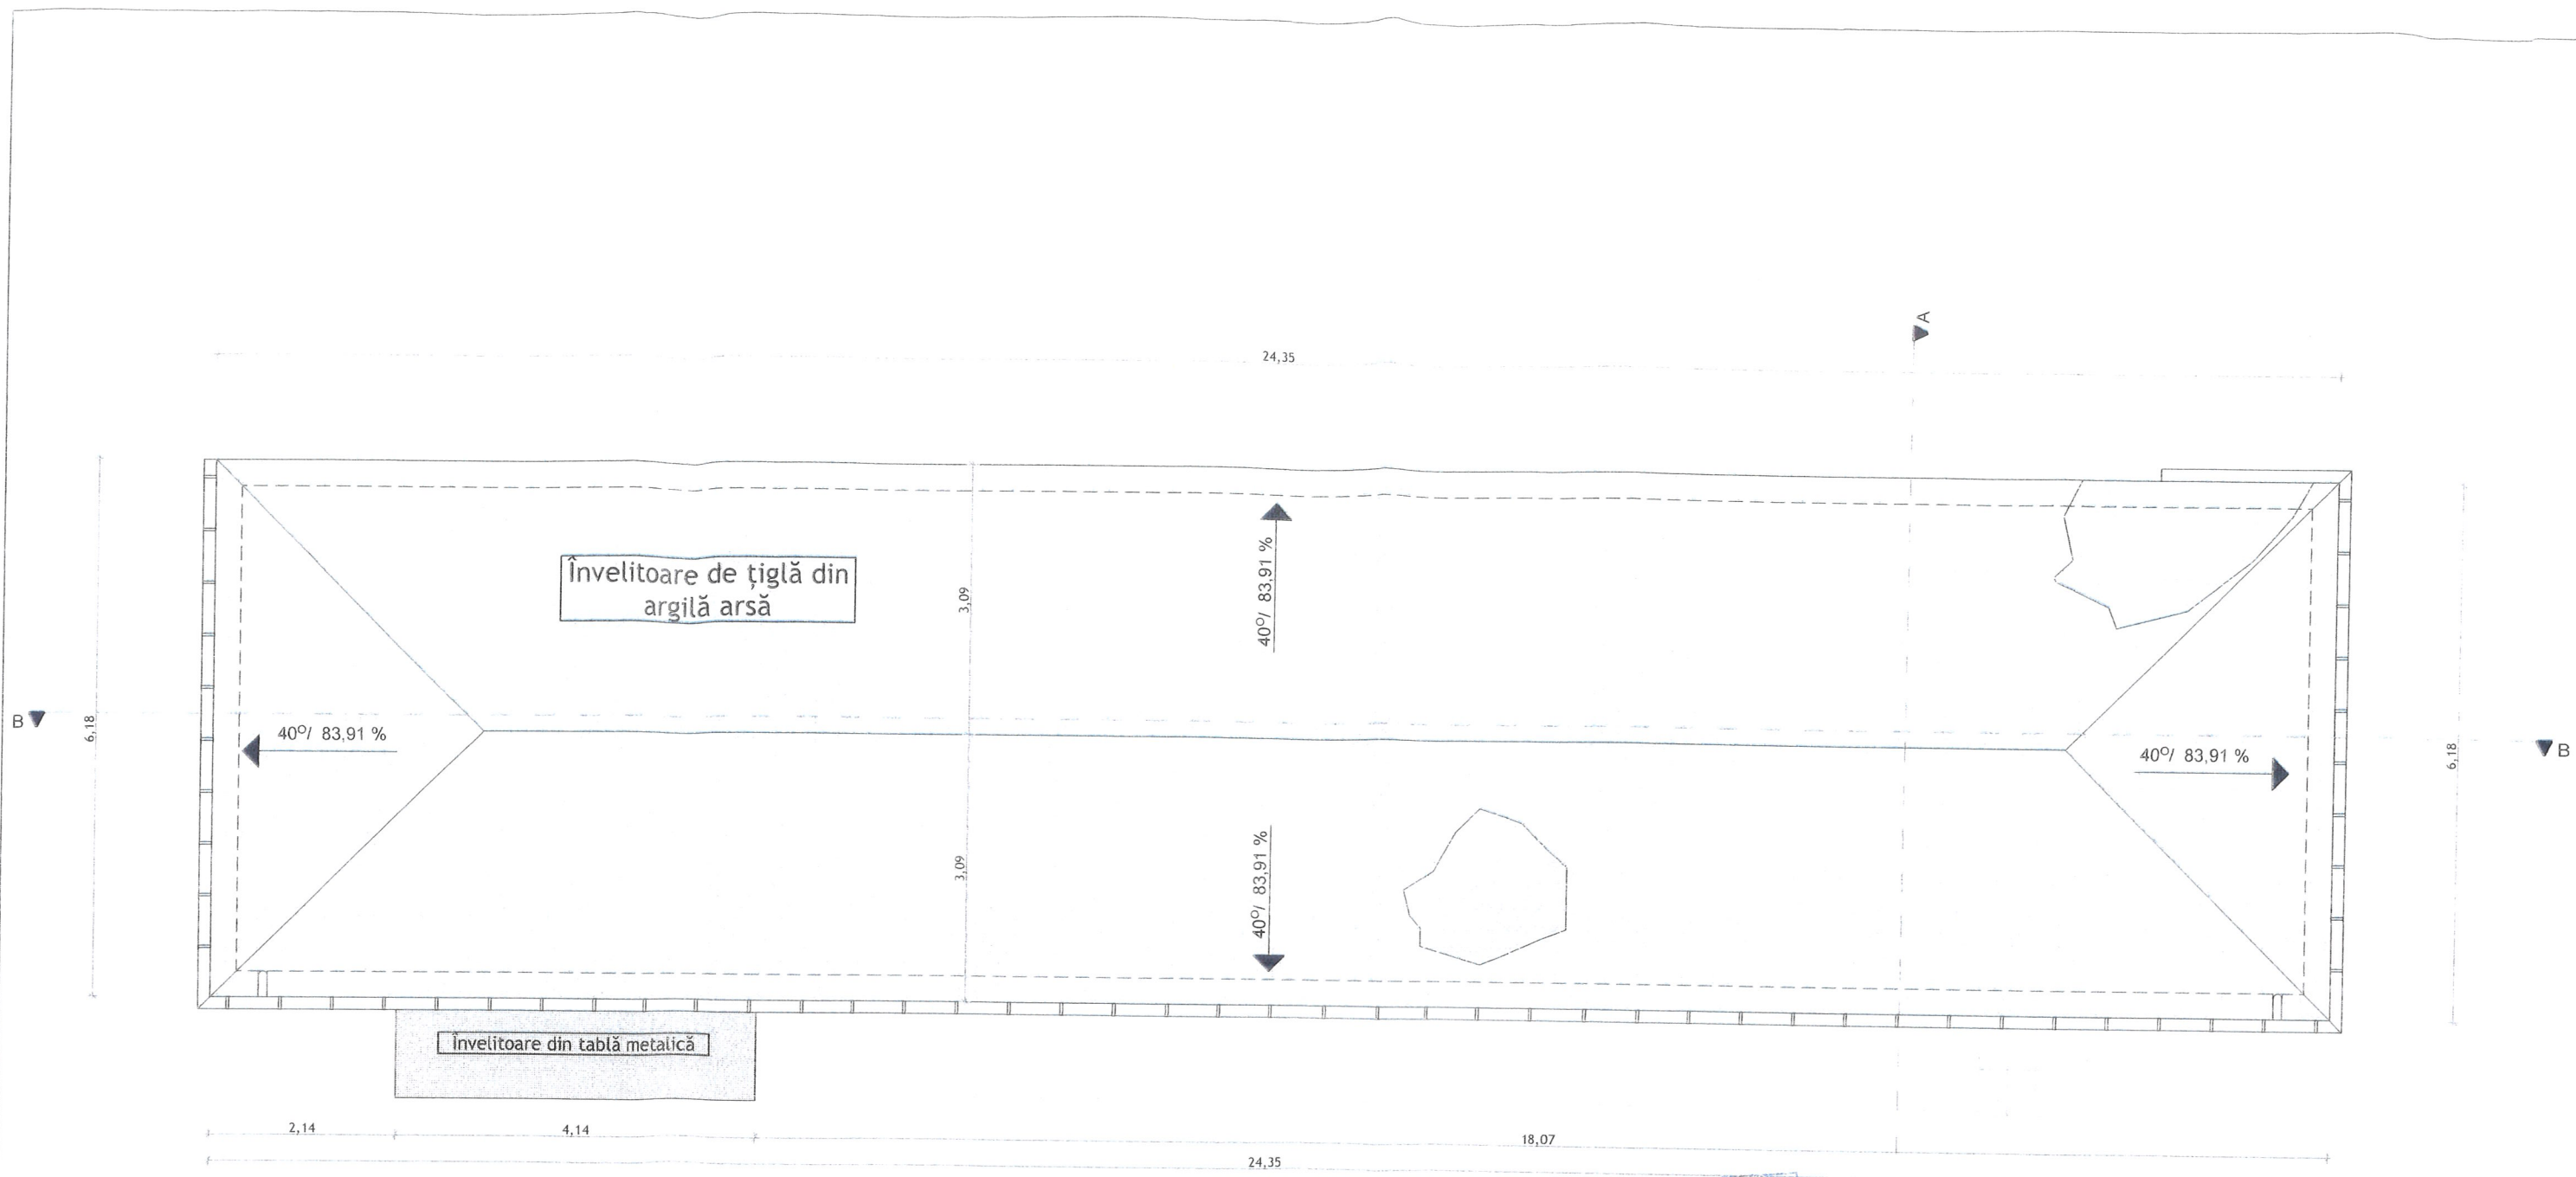 A
24,35
Învelitoare de țiglă din
argilă arsă
3,09
40°/ 83,91 %
B
6,18
40°/ 83,91 %
40°/ 83,91 %
6,18
B
3,09
40°/ 83,91 %
Învelitoare din tablă metalică
2,14
4,14
18,07
24,35